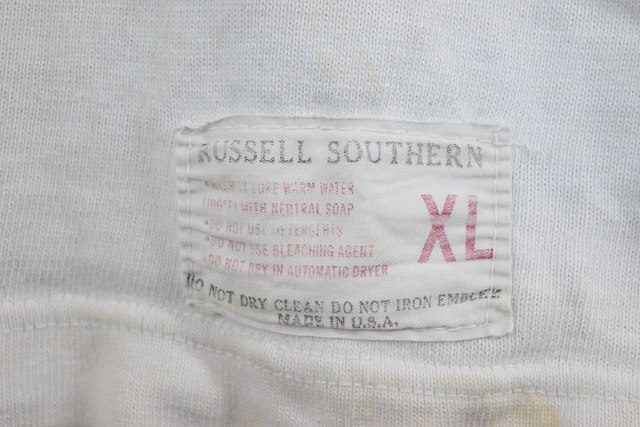 RUSSELL SOUTHERN
*WASH IN LUKE WARM WATER
(100°F) WITH NEUTRAL SOAP
*DO NOT USE DETERGENTS
*DO NOT USE BLEACHING AGENT
*DO NOT DRY IN AUTOMATIC DRYER
XL
DO NOT DRY CLEAN DO NOT IRON EMBLEM
MADE IN U.S.A.